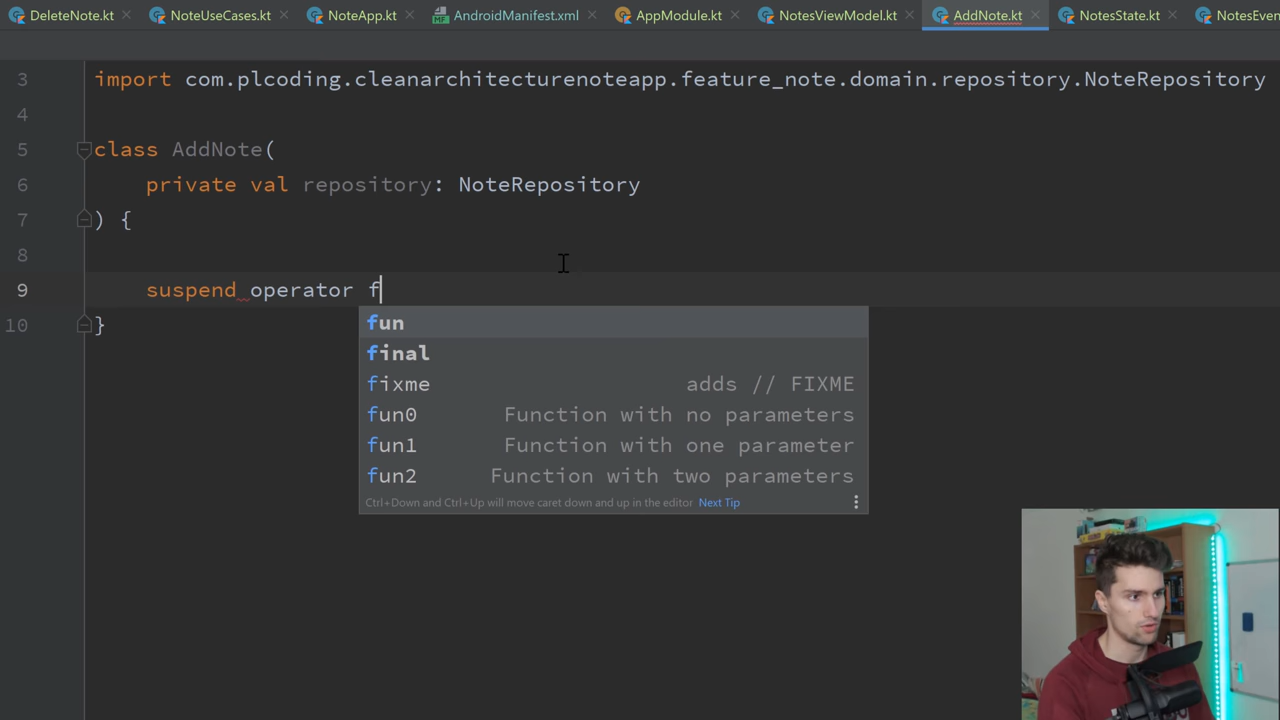 DeleteNote.kt NoteUseCases.kt NoteApp.kt AndroidManifest.xml AppModule.kt NotesViewModel.kt AddNote.kt NotesState.kt NotesEven
3 import com.plcoding.cleanarchitecturenoteapp.feature_note.domain.repository.NoteRepository
4
5 class AddNote(
6 private val repository: NoteRepository
7 ) {
8
9 suspend operator f
10 }
fun
final
fixme adds // FIXME
fun0 Function with no parameters
fun1 Function with one parameter
fun2 Function with two parameters
Ctrl+Down and Ctrl+Up will move caret down and up in the editor Next Tip